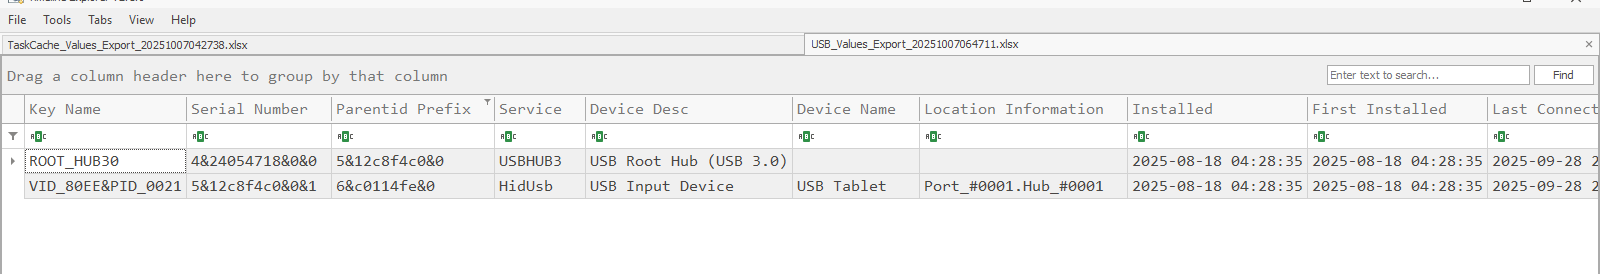 File Tools Tabs View Help
TaskCache_Values_Export_20251007042738.xlsx USB_Values_Export_20251007064711.xlsx ×
Drag a column header here to group by that column Enter text to search... Find
Key Name Serial Number Parentid Prefix Service Device Desc Device Name Location Information Installed First Installed Last Connect
ROOT_HUB30 4&24054718&0&0 5&12c8f4c0&0 USBHUB3 USB Root Hub (USB 3.0) 2025-08-18 04:28:35 2025-08-18 04:28:35 2025-09-28 2
VID_80EE&PID_0021 5&12c8f4c0&0&1 6&c0114fe&0 HidUsb USB Input Device USB Tablet Port_#0001.Hub_#0001 2025-08-18 04:28:35 2025-08-18 04:28:35 2025-09-28 2